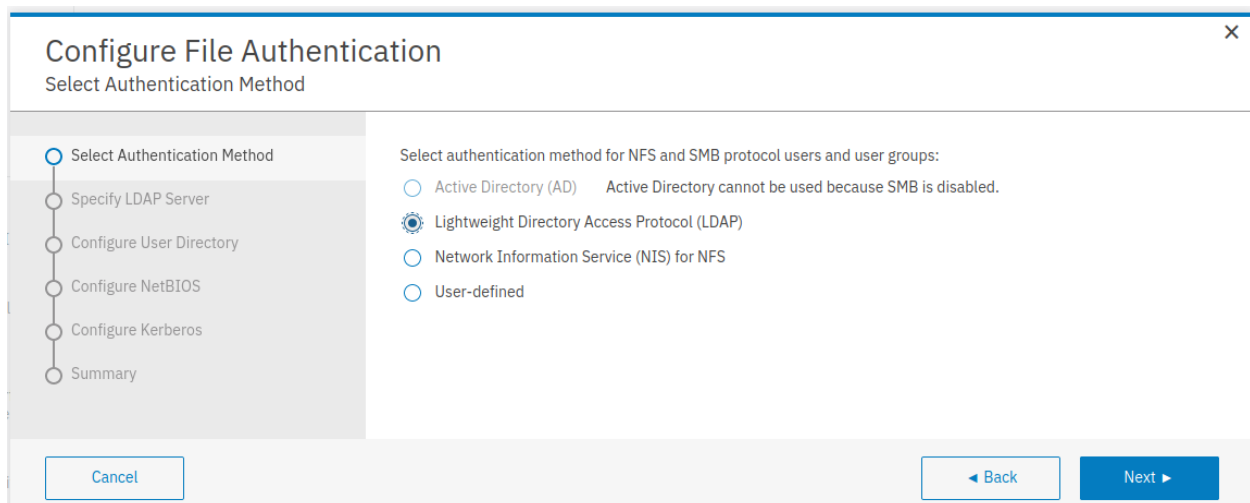 Configure File Authentication
Select Authentication Method
Select Authentication Method
Specify LDAP Server
Configure User Directory
Configure NetBIOS
Configure Kerberos
Summary
Select authentication method for NFS and SMB protocol users and user groups:
Active Directory (AD) Active Directory cannot be used because SMB is disabled.
Lightweight Directory Access Protocol (LDAP)
Network Information Service (NIS) for NFS
User-defined
Cancel
◄ Back
Next ►